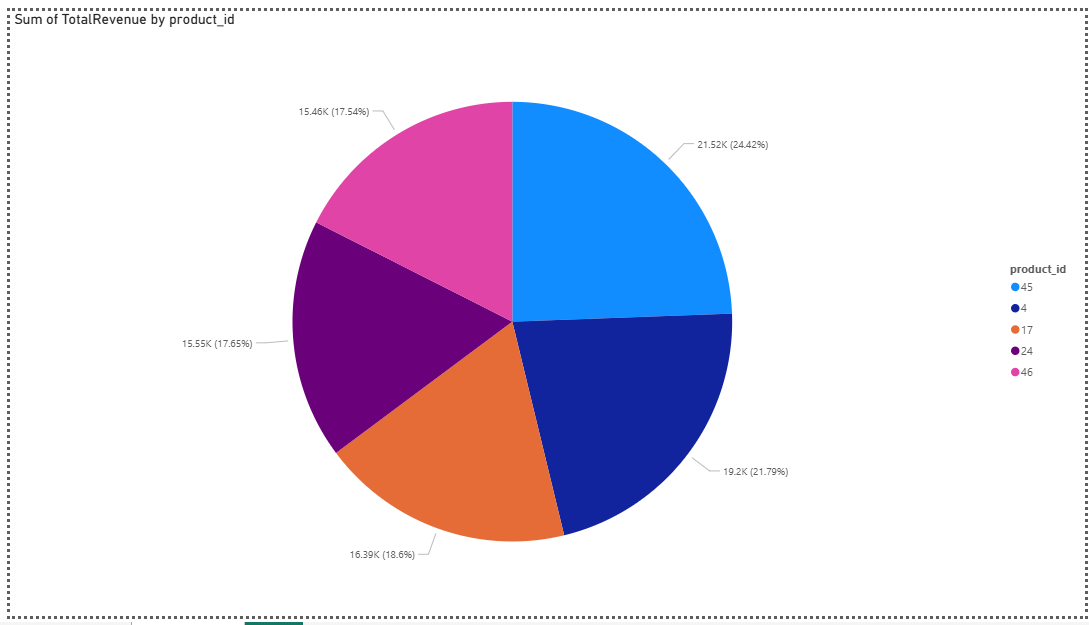 Sum of TotalRevenue by product_id
15.46K (17.54%)
21.52K (24.42%)
15.55K (17.65%)
19.2K (21.79%)
16.39K (18.6%)
product_id
45
4
17
24
46